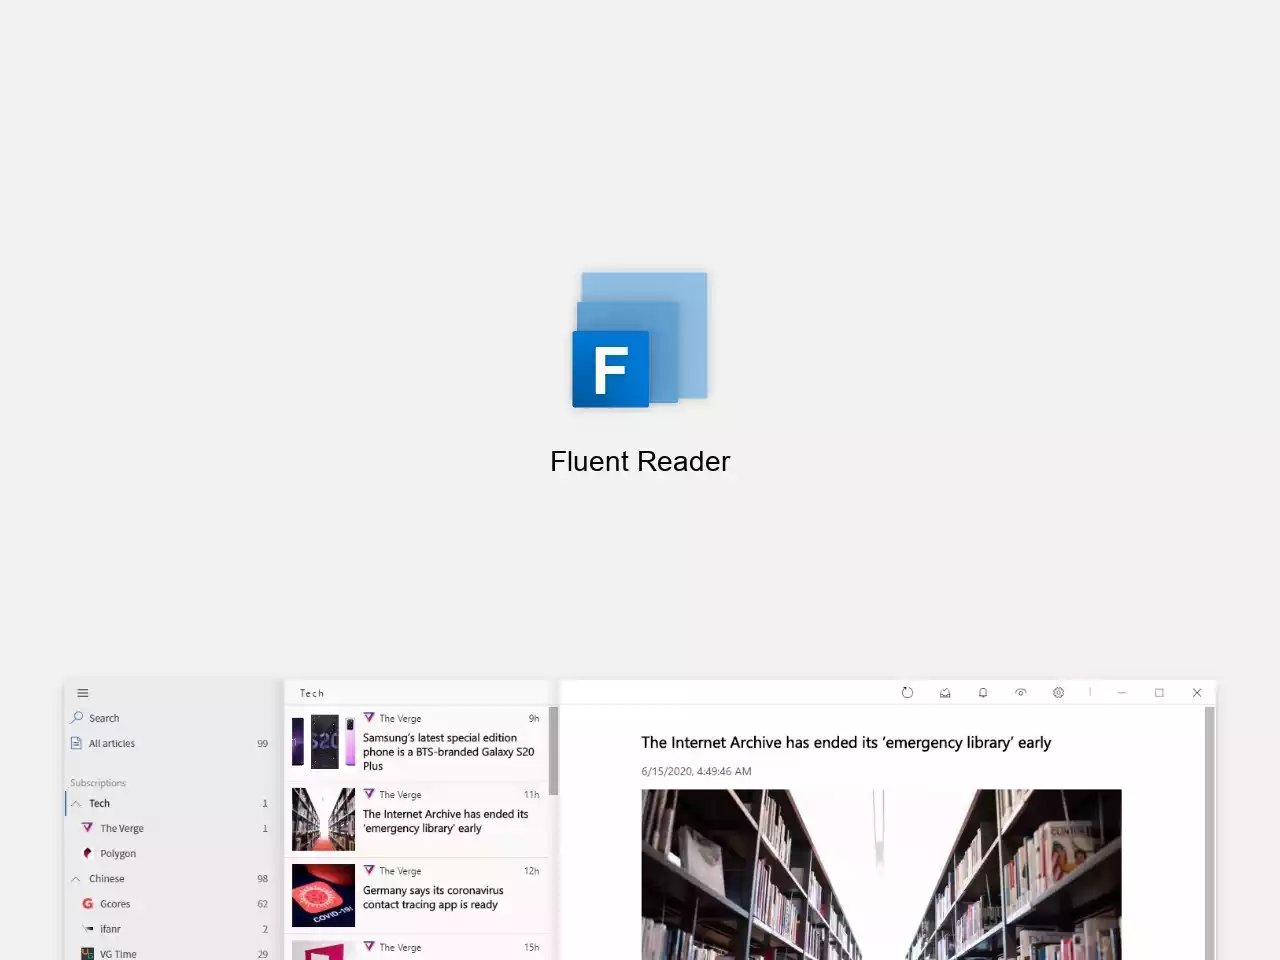 F
Fluent Reader
Search
All articles 99
Subscriptions
Tech 1
The Verge 1
Polygon
Chinese 98
Gcores 62
ifanr 2
VG Time 29
Tech
The Verge 9h
Samsung's latest special edition
phone is a BTS-branded Galaxy S20
Plus
The Verge 11h
The Internet Archive has ended its
‘emergency library’ early
The Verge 12h
Germany says its coronavirus
contact tracing app is ready
COVID-19!
The Verge 15h
The Internet Archive has ended its ‘emergency library’ early
6/15/2020, 4:49:46 AM